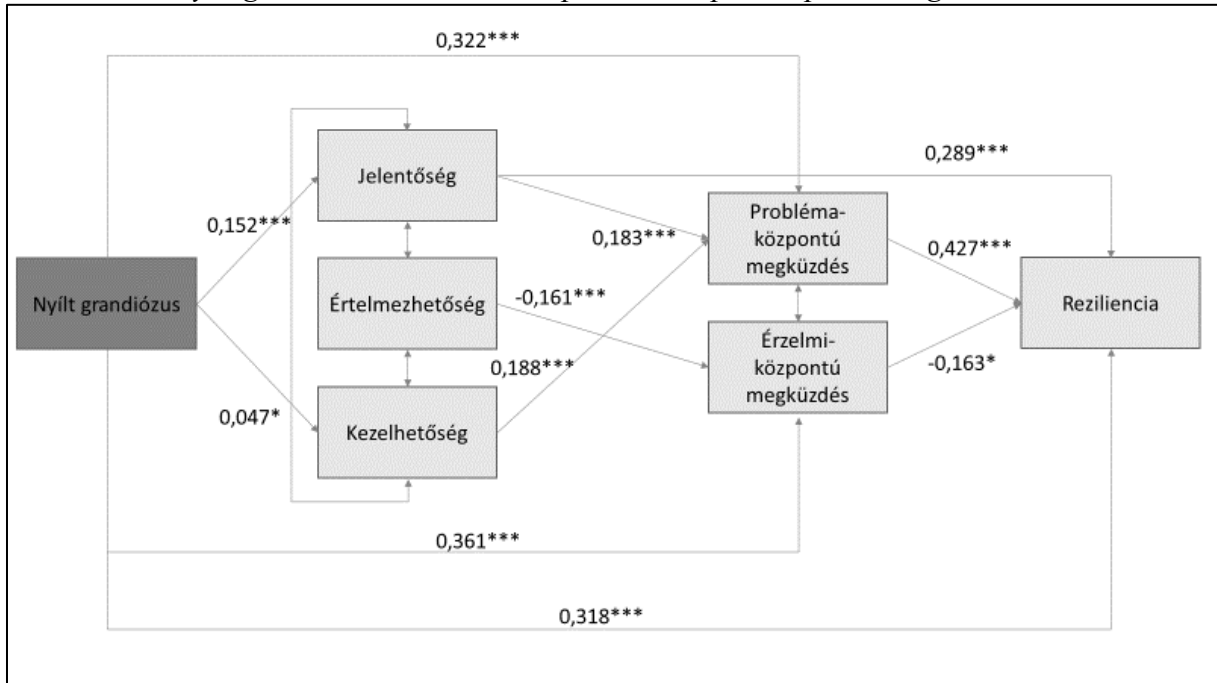 0,322***
Jelentőség
0,289***
0,152***
Probléma-
központú
megküzdés
0,183***
0,427***
Nyílt grandiózus
Értelmezhetőség
-0,161***
Reziliencia
Érzelmi-
központú
megküzdés
0,188***
-0,163*
0,047*
Kezelhetőség
0,361***
0,318***